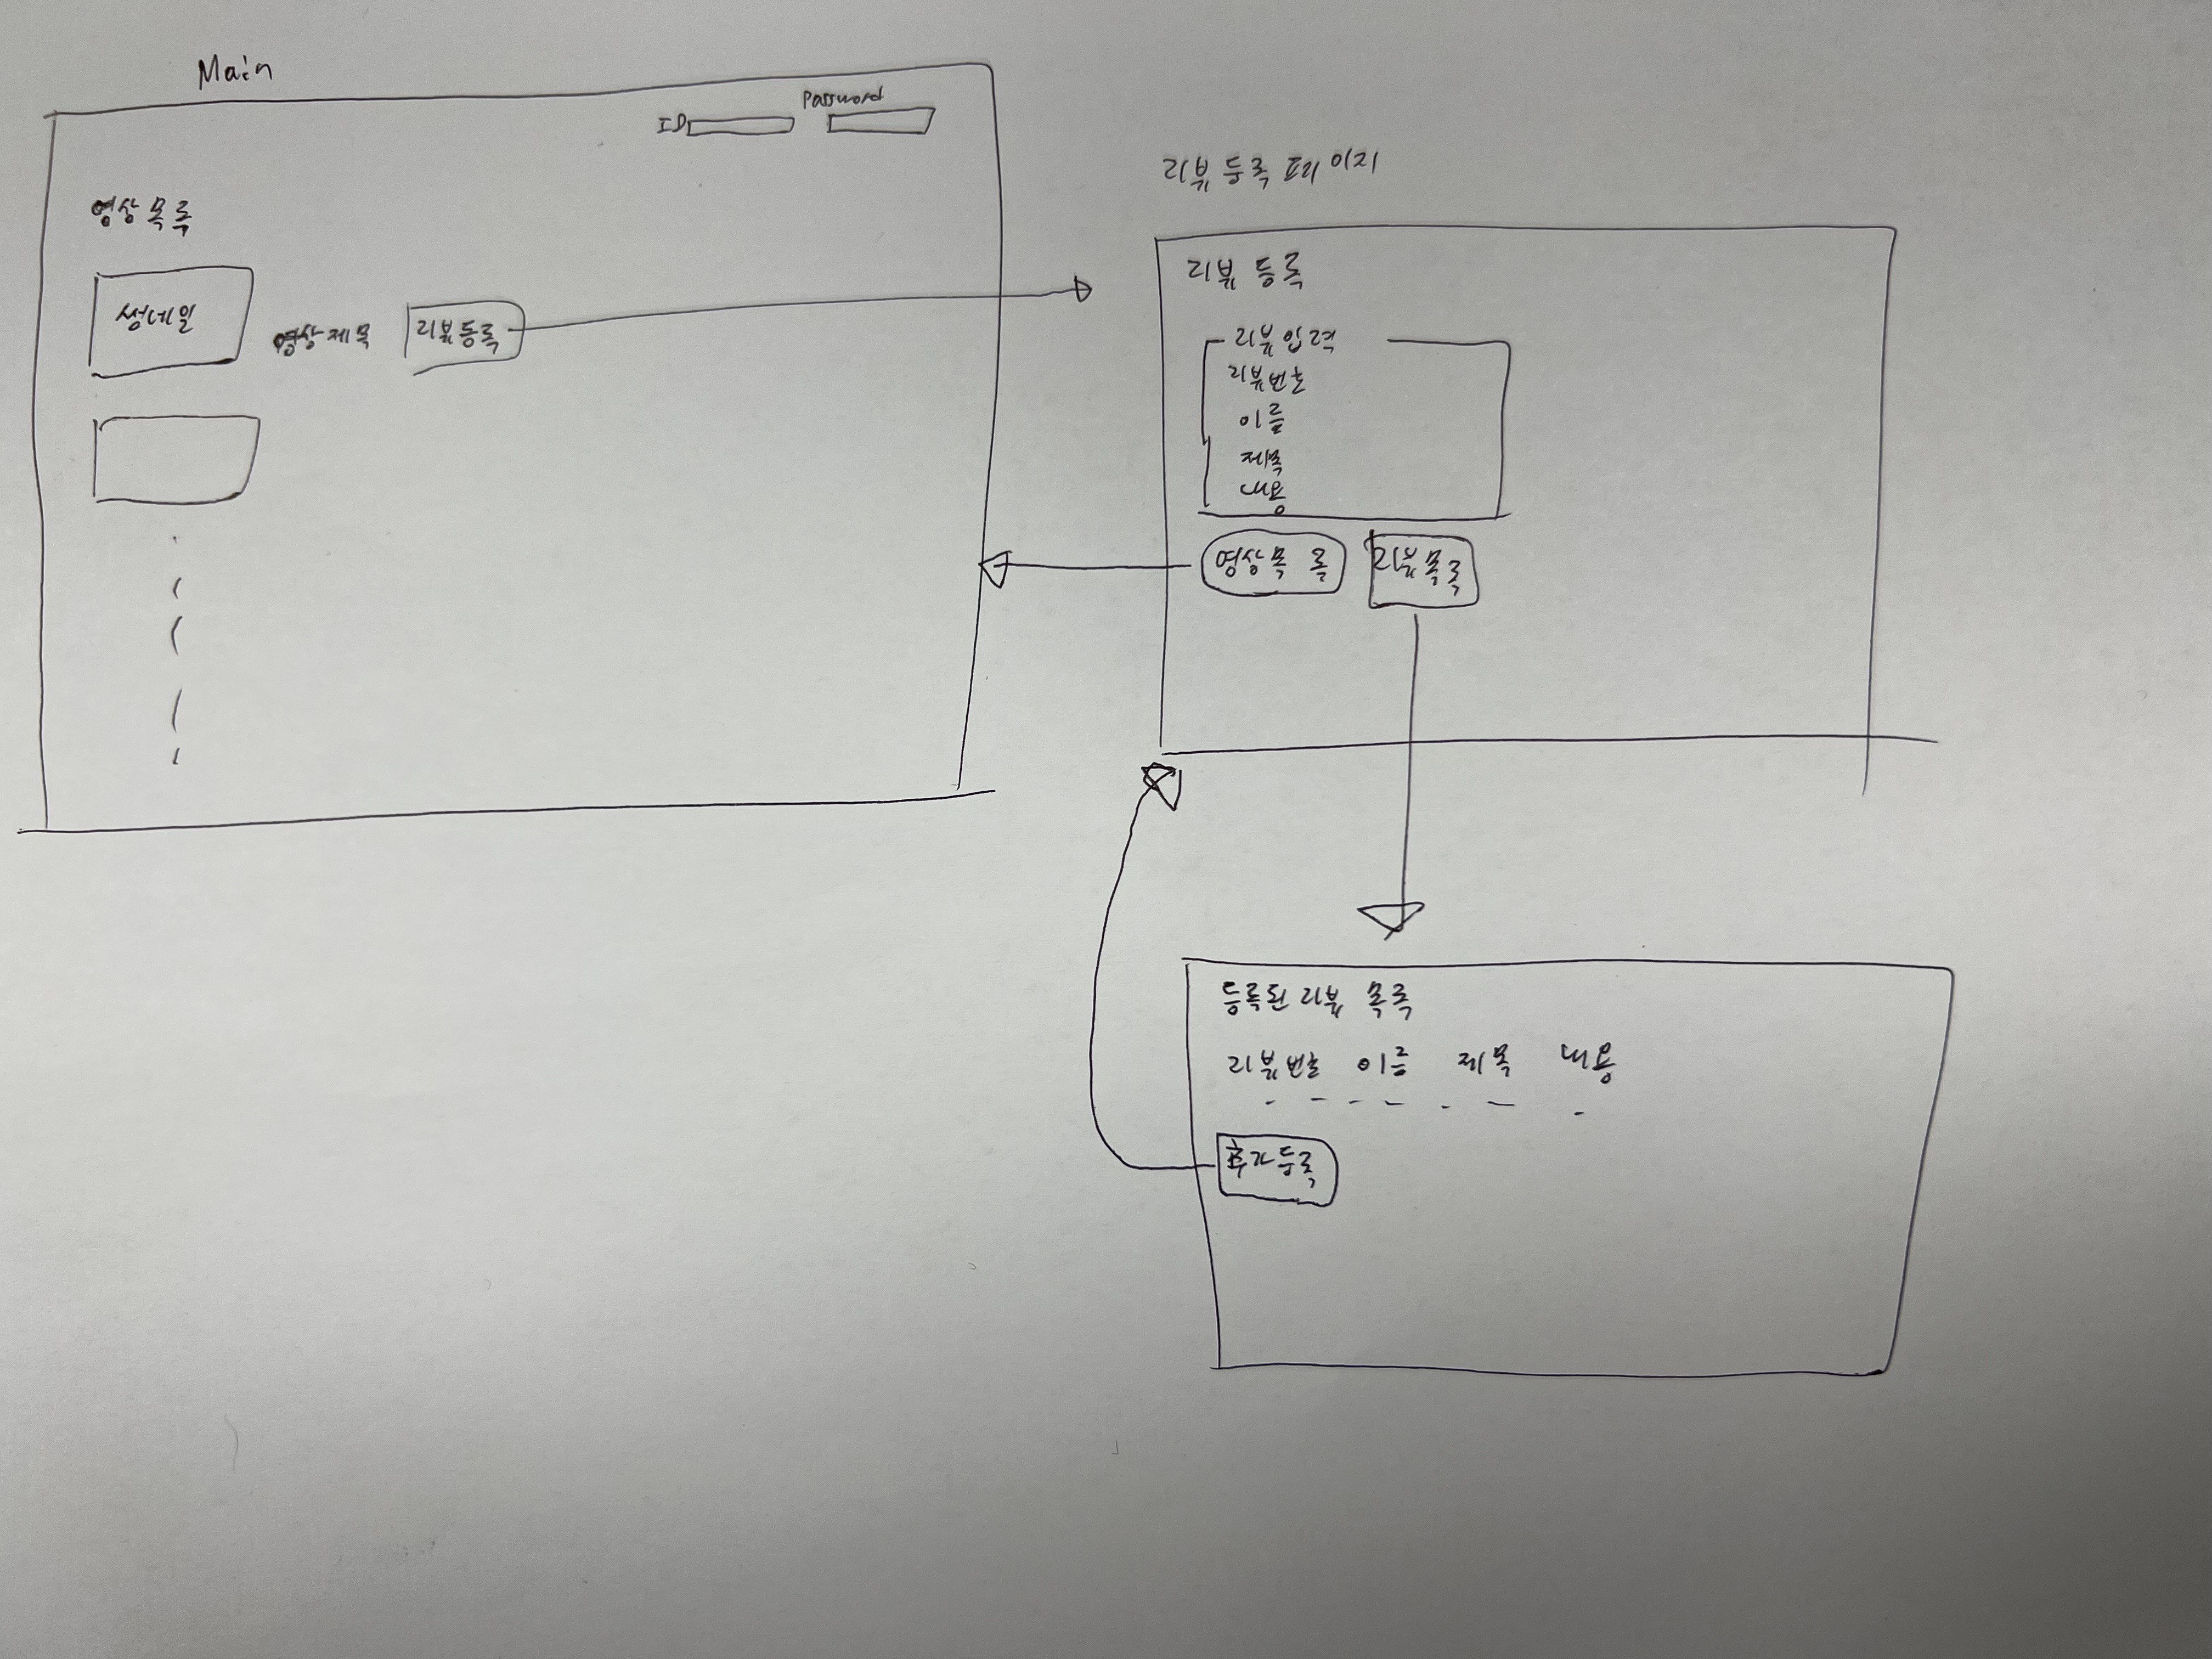 Main
ID
Password
영상 목록
썸네일
영상 제목
리뷰등록
리뷰 등록 페이지
리뷰 등록
리뷰입력
리뷰번호
이름
제목
내용
영상목록
리뷰목록
등록된 리뷰 목록
리뷰번호 이름 제목 내용
추가등록